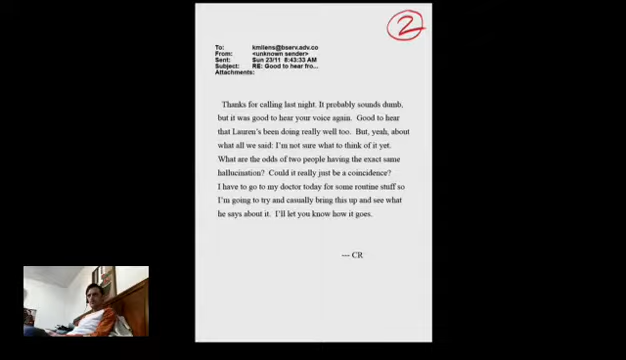 2
To: kmilens@bserv.adv.co
From: <unknown sender>
Sent: Sun 23/11 8:43:33 AM
Subject: RE: Good to hear fro...
Attachments:
Thanks for calling last night. It probably sounds dumb,
but it was good to hear your voice again. Good to hear
that Lauren's been doing really well too. But, yeah, about
what all we said: I'm not sure what to think of it yet.
What are the odds of two people having the exact same
hallucination? Could it really just be a coincidence?
I have to go to my doctor today for some routine stuff so
I'm going to try and casually bring this up and see what
he says about it. I'll let you know how it goes.
--- CR